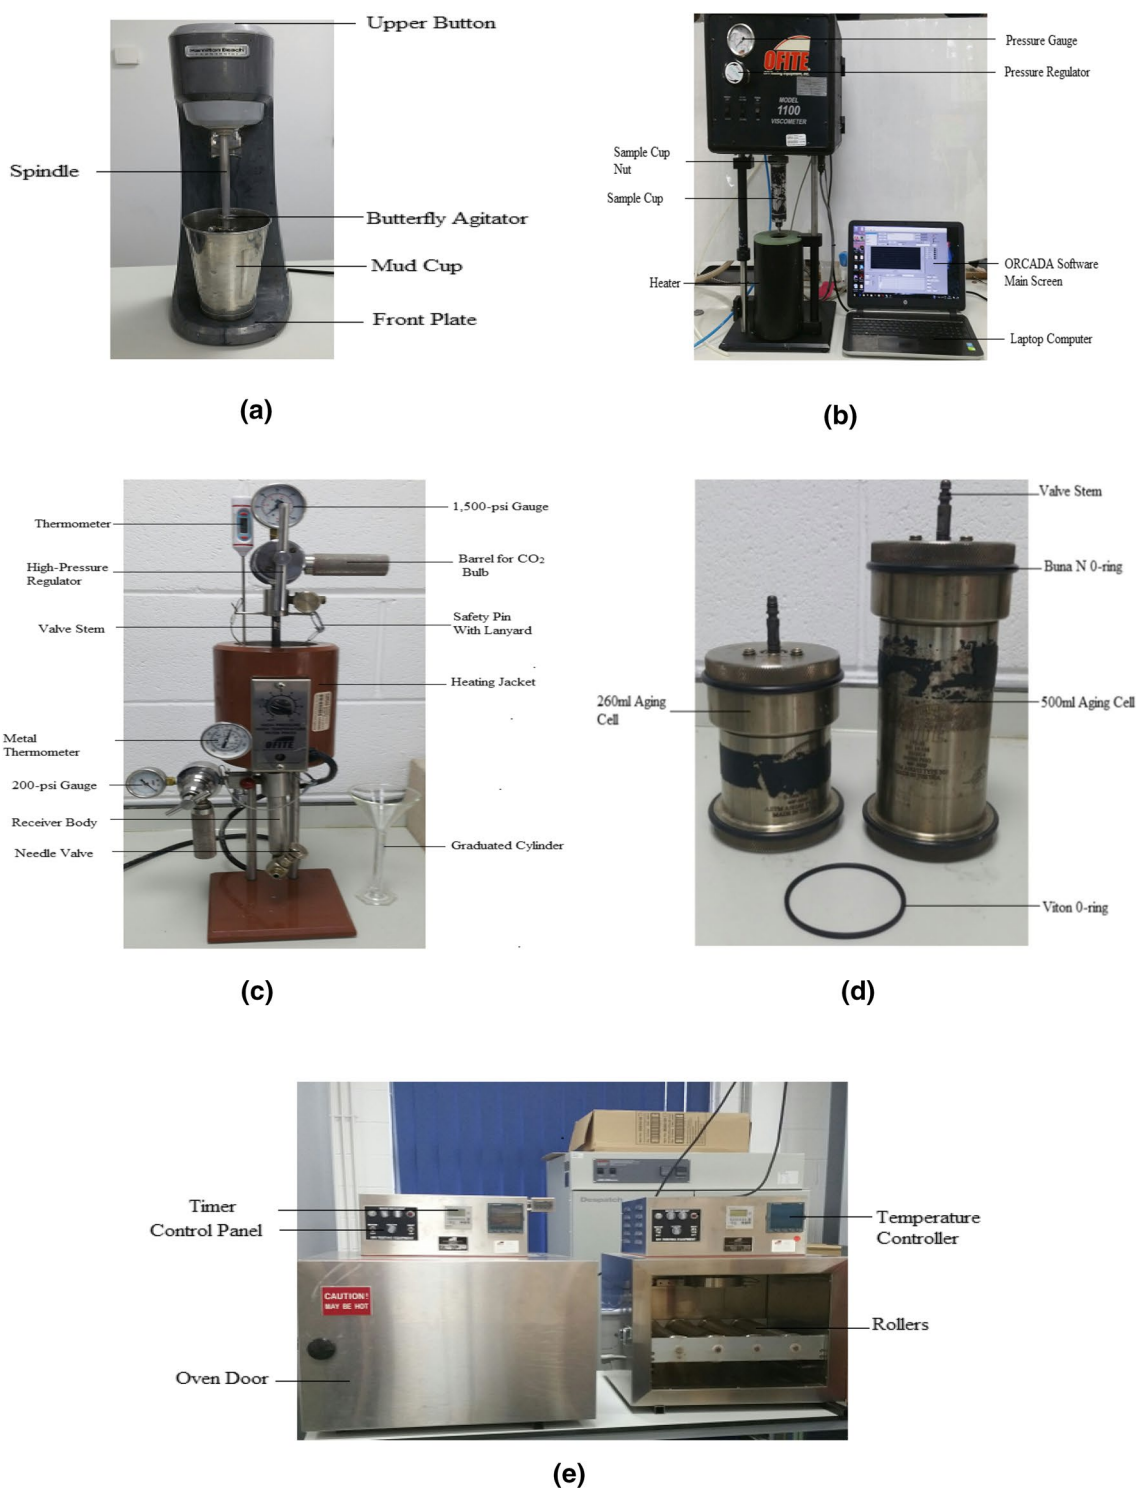 Upper Button
Hamilton Beach
Spindle
Butterfly Agitator
Mud Cup
Front Plate
(a)
Pressure Gauge
Pressure Regulator
OFITE
MODEL
1100
VISCOMETER
Sample Cup
Nut
Sample Cup
Heater
ORCADA Software
Main Screen
Laptop Computer
(b)
Thermometer
1,500-psi Gauge
High-Pressure
Regulator
Barrel for CO2
Bulb
Valve Stem
Safety Pin
With Lanyard
Heating Jacket
Metal
Thermometer
OFITE
200-psi Gauge
Receiver Body
Needle Valve
Graduated Cylinder
(c)
Valve Stem
Buna N 0-ring
260ml Aging
Cell
500ml Aging Cell
Viton 0-ring
(d)
Despatch
Timer
Control Panel
Temperature
Controller
CAUTION!
MAY BE HOT
Rollers
Oven Door
(e)